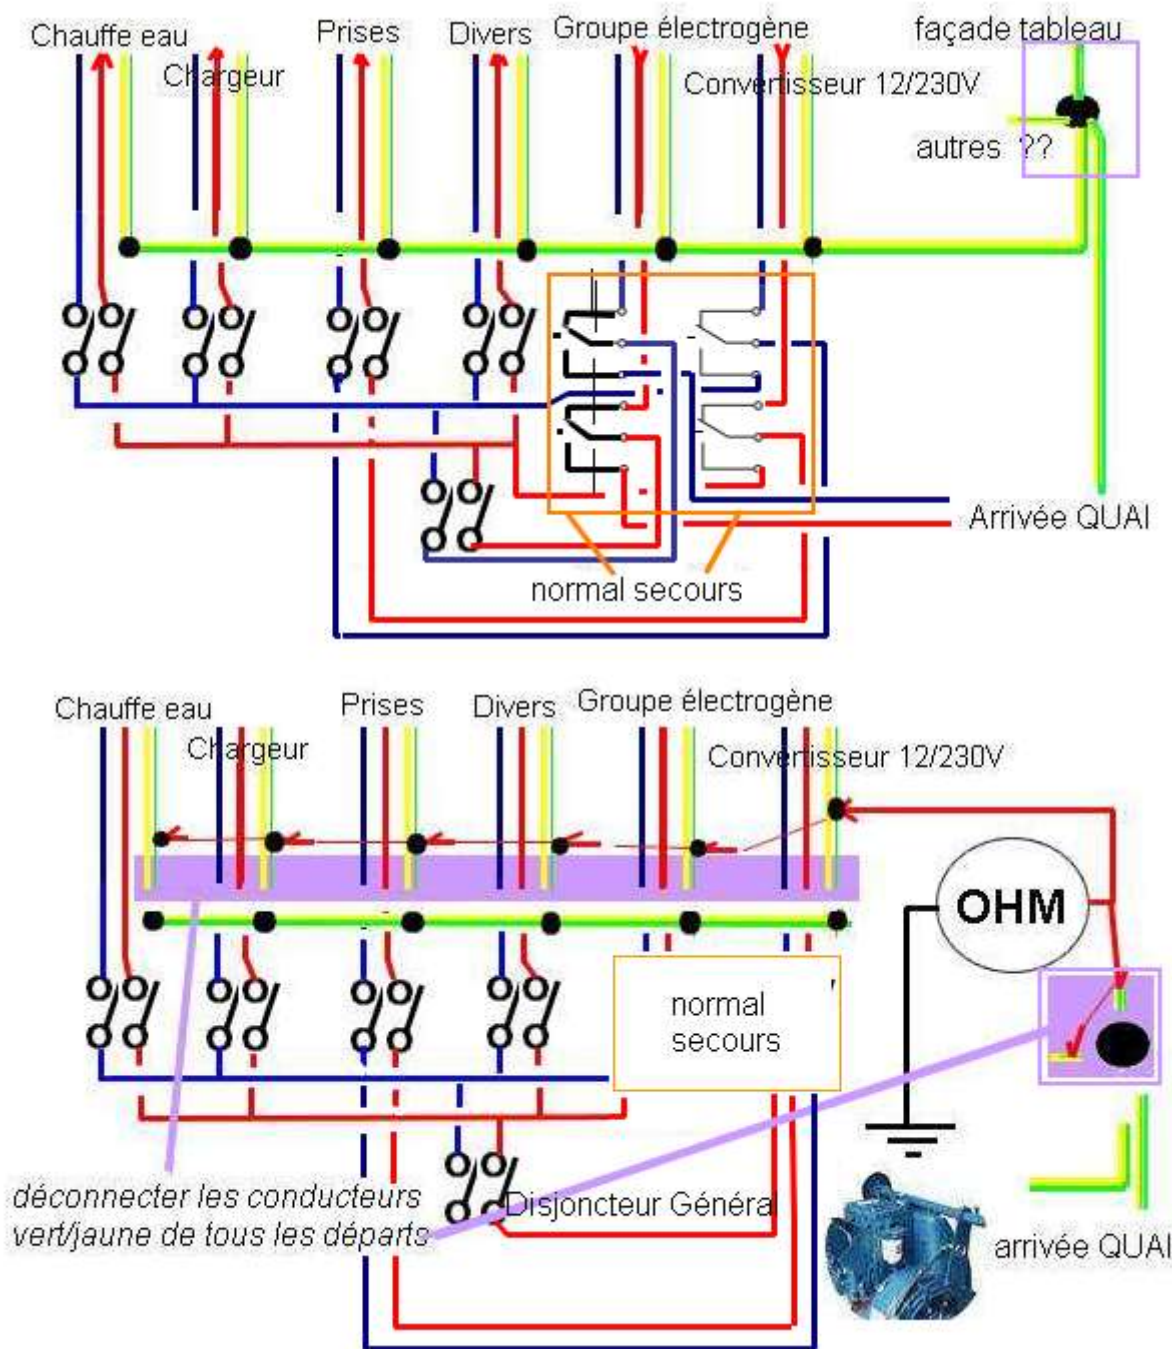 Chauffe eau
Prises
Divers
Groupe électrogène
façade tableau
Chargeur
Convertisseur 12/230V
autres ??
Arrivée QUAI
normal secours
Chauffe eau
Prises
Divers
Groupe électrogène
Chargeur
Convertisseur 12/230V
OHM
normal
secours
déconnecter les conducteurs
vert/jaune de tous les départs
Disjoncteur Général
arrivée QUAI